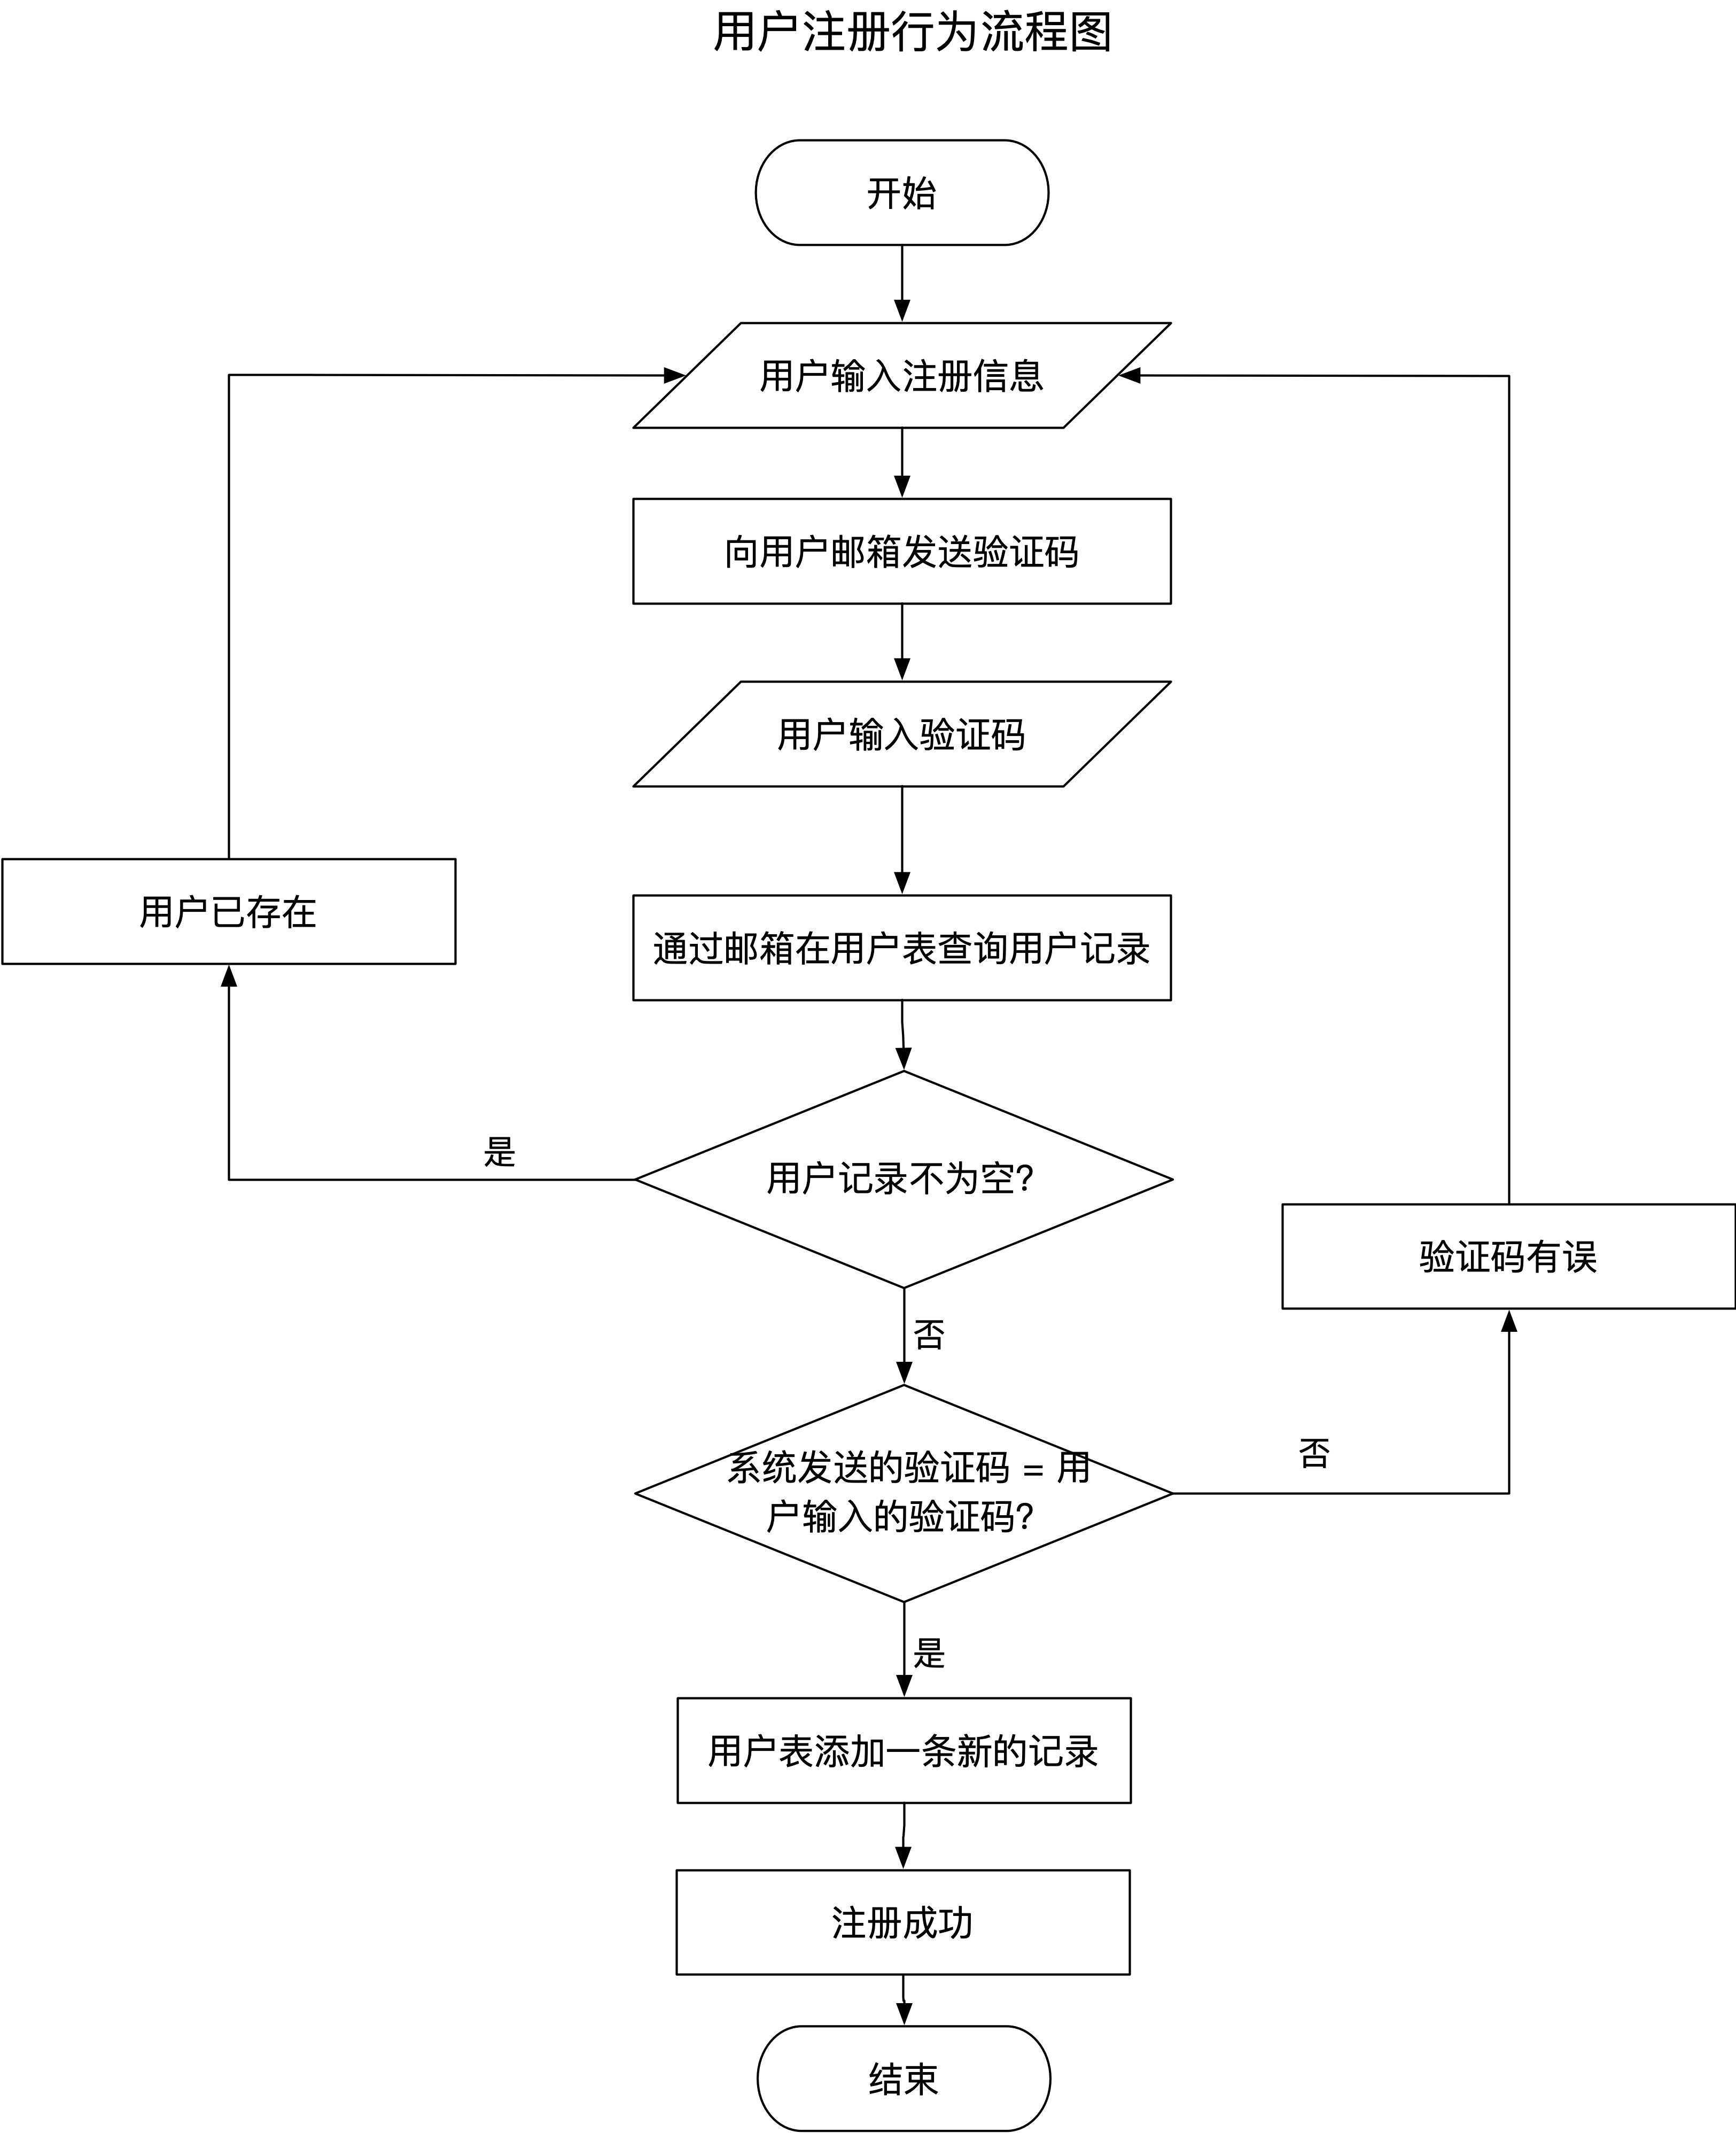 用户注册行为流程图
开始
用户输入注册信息
向用户邮箱发送验证码
用户输入验证码
用户已存在
通过邮箱在用户表查询用户记录
是
用户记录不为空?
验证码有误
否
否
系统发送的验证码 = 用
户输入的验证码?
是
用户表添加一条新的记录
注册成功
结束